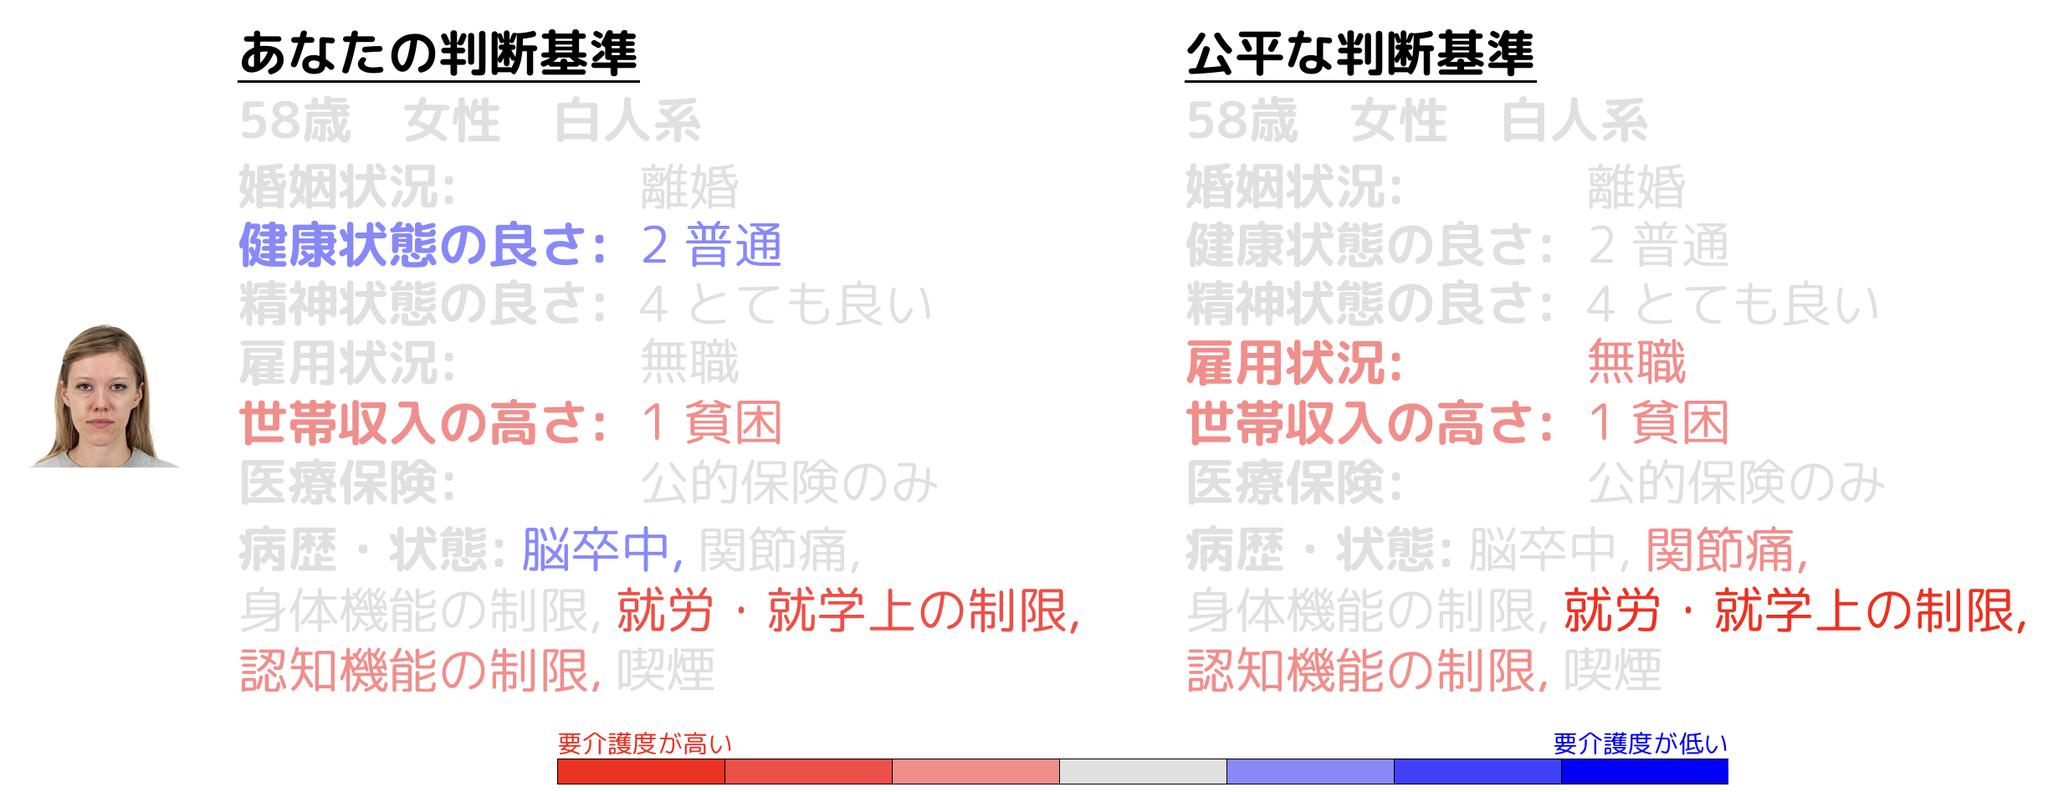 あなたの判断基準
58歳　女性　白人系
婚姻状況: 離婚
健康状態の良さ: 2 普通
精神状態の良さ: 4 とても良い
雇用状況: 無職
世帯収入の高さ: 1 貧困
医療保険: 公的保険のみ
病歴・状態: 脳卒中, 関節痛,
身体機能の制限, 就労・就学上の制限,
認知機能の制限, 喫煙
公平な判断基準
58歳　女性　白人系
婚姻状況: 離婚
健康状態の良さ: 2 普通
精神状態の良さ: 4 とても良い
雇用状況: 無職
世帯収入の高さ: 1 貧困
医療保険: 公的保険のみ
病歴・状態: 脳卒中, 関節痛,
身体機能の制限, 就労・就学上の制限,
認知機能の制限, 喫煙
要介護度が高い
要介護度が低い